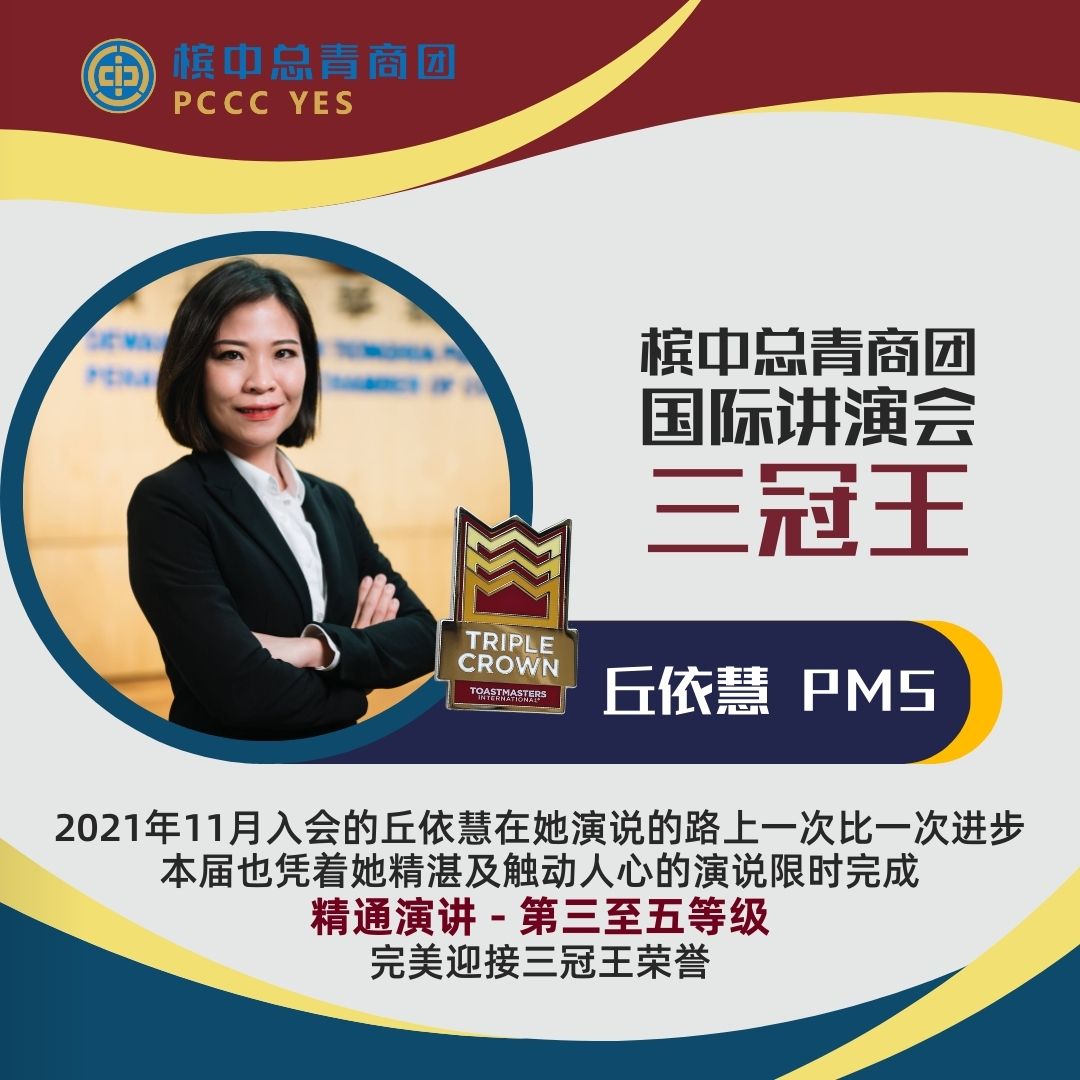 槟中总青商团
PCCC YES
槟中总青商团
国际讲演会
三冠王
TRIPLE
CROWN
TOASTMASTERS
INTERNATIONAL®
丘依慧 PMS
2021年11月入会的丘依慧在她演说的路上一次比一次进步
本届也凭着她精湛及触动人心的演说限时完成
精通演讲 - 第三至五等级
完美迎接三冠王荣誉